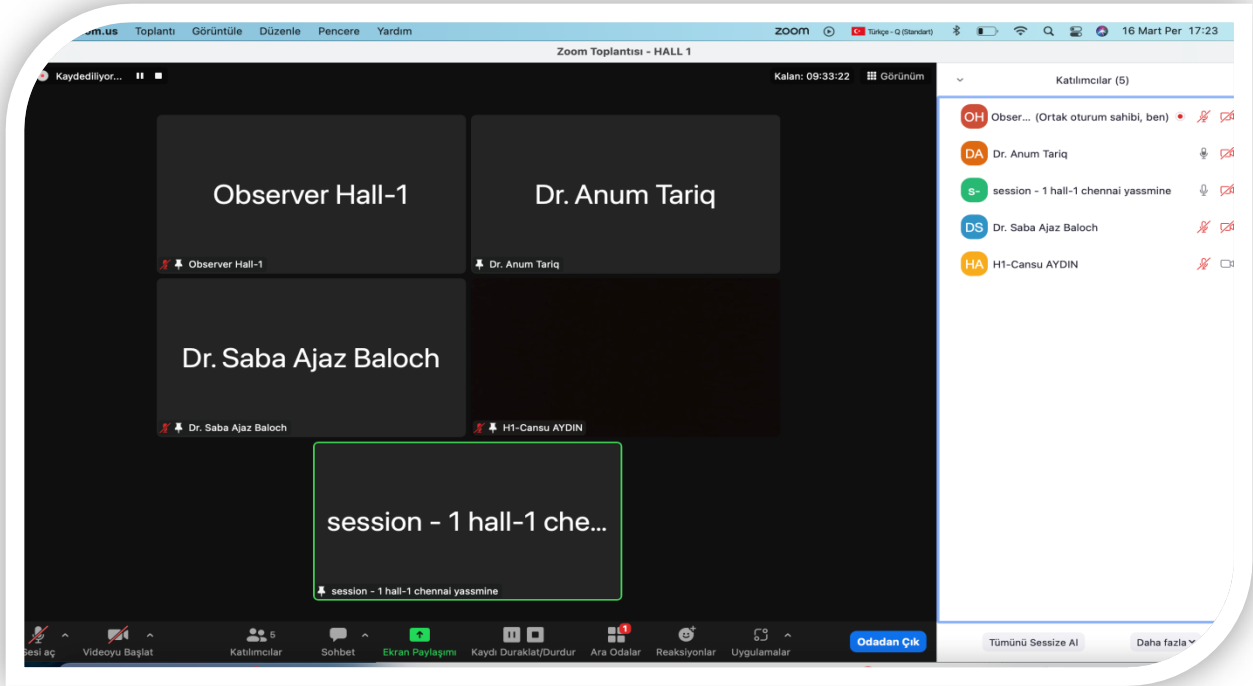 om.us Toplantı Görüntüle Düzenle Pencere Yardım zoom Türkçe - Q (Standart) 16 Mart Per 17:23
Zoom Toplantısı - HALL 1
Kaydediliyor... Kalan: 09:33:22 Görünüm
Katılımcılar (5)
OH Obser... (Ortak oturum sahibi, ben)
DA Dr. Anum Tariq
s- session - 1 hall-1 chennai yassmine
DS Dr. Saba Ajaz Baloch
HA H1-Cansu AYDIN
Observer Hall-1
Observer Hall-1
Dr. Anum Tariq
Dr. Anum Tariq
Dr. Saba Ajaz Baloch
Dr. Saba Ajaz Baloch
H1-Cansu AYDIN
session - 1 hall-1 che...
session - 1 hall-1 chennai yassmine
Sesi aç
Videoyu Başlat
5
Katılımcılar
Sohbet
Ekran Paylaşımı
Kaydı Duraklat/Durdur
1
Ara Odalar
Reaksiyonlar
Uygulamalar
Odadan Çık
Tümünü Sessize Al
Daha fazla